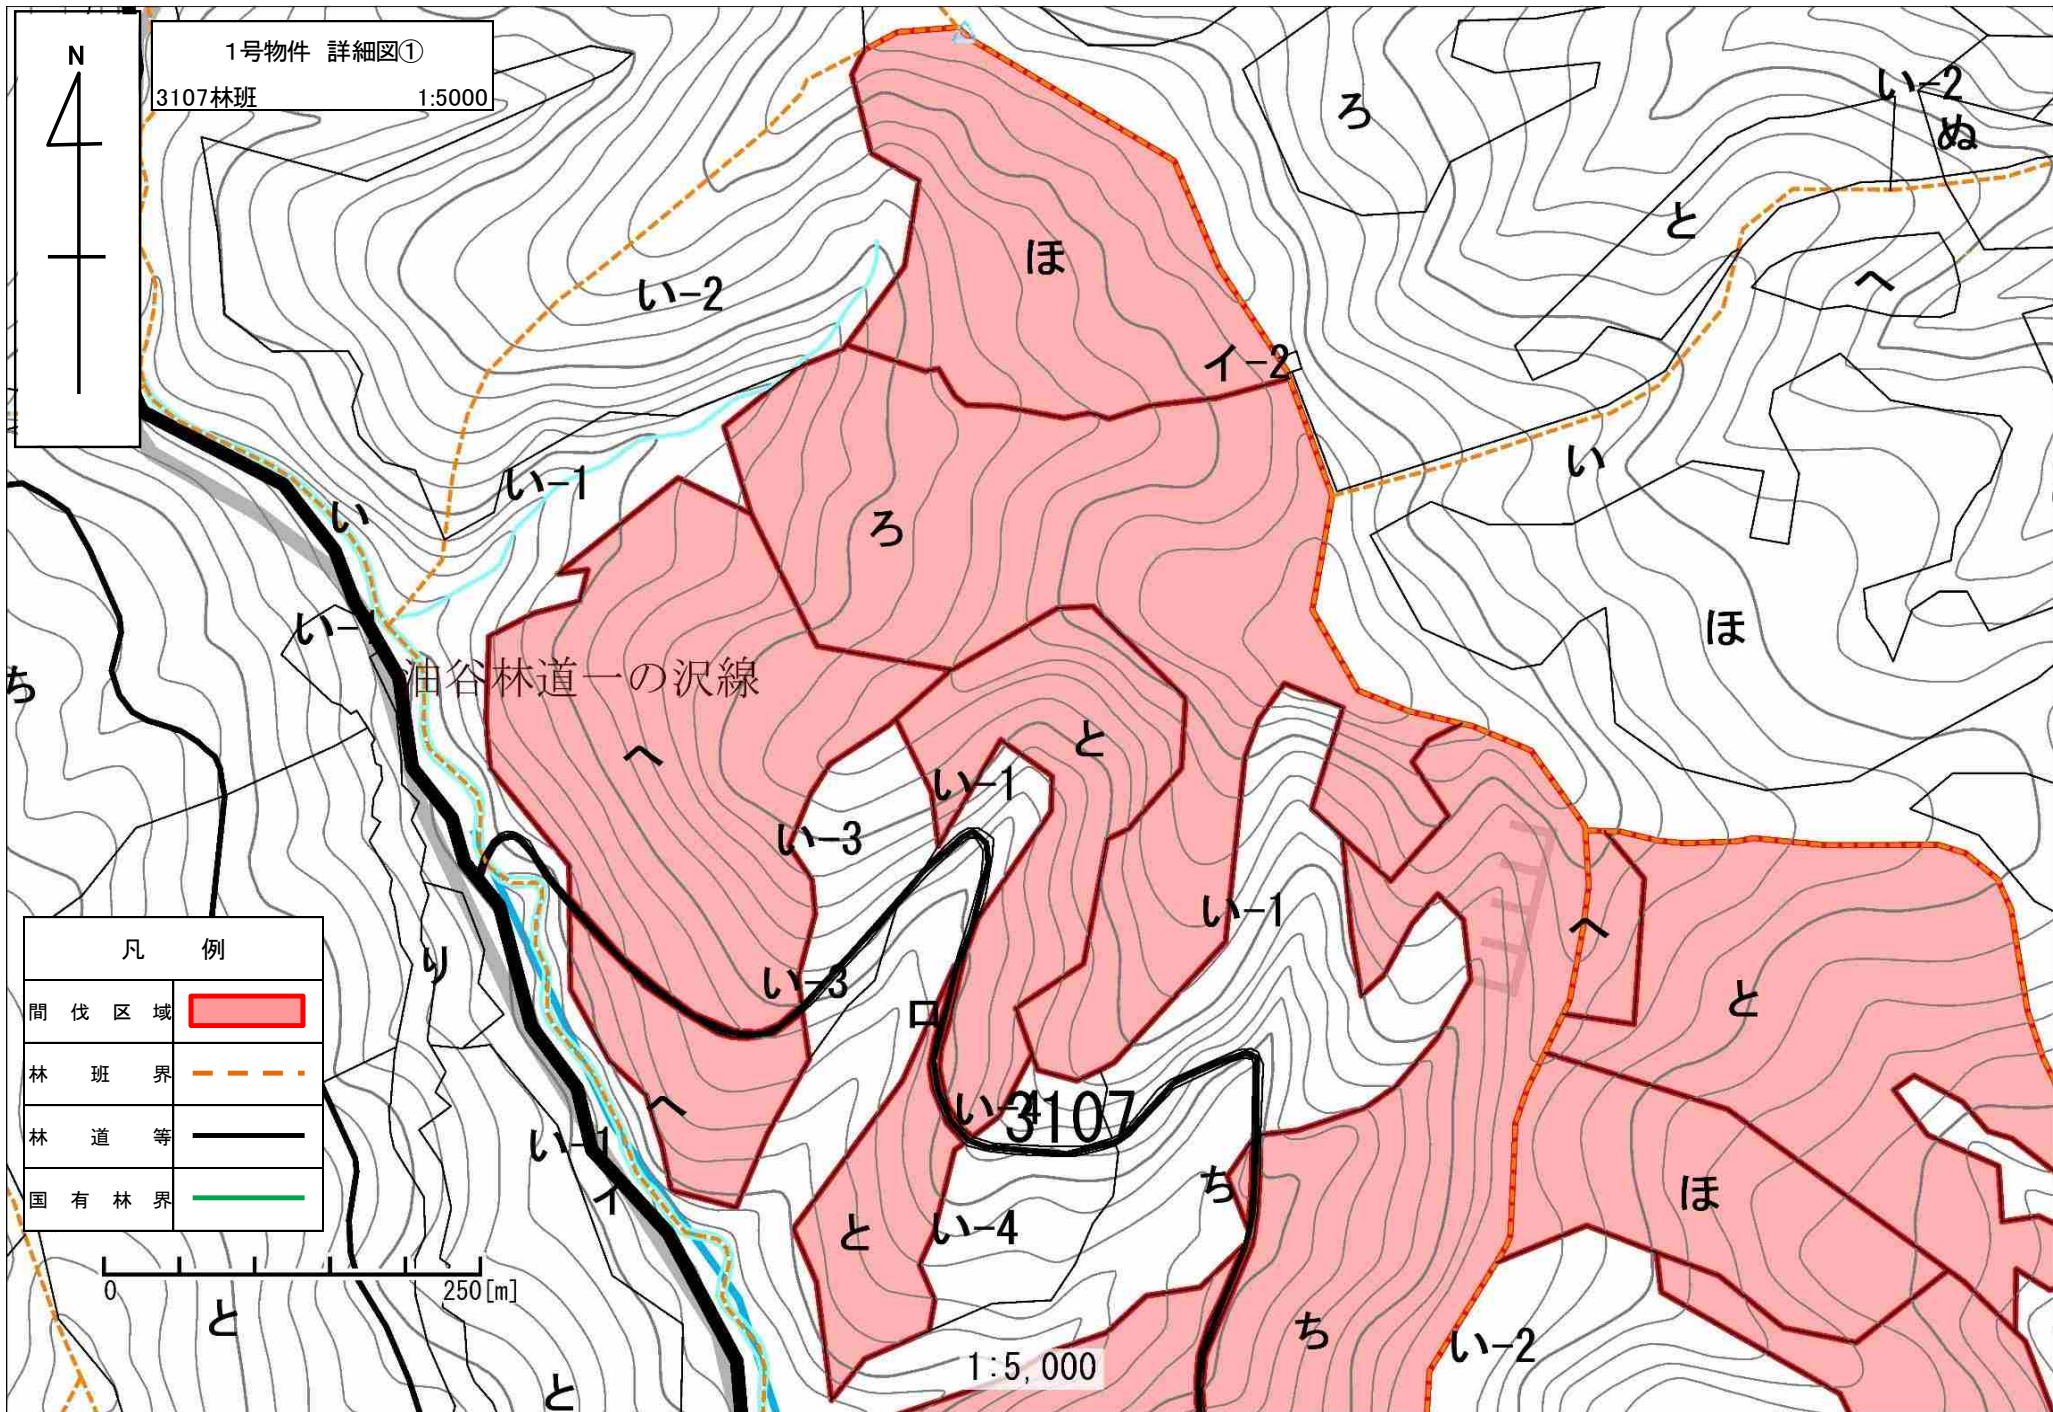 N
1号物件 詳細図①
3107林班 1:5000
ろ
い-2
ぬ
と
へ
ほ
い-2
イ-2
い
い-1
い
ろ
い-1
ほ
ち
油谷林道一の沢線
へ
と
い-1
い-3
い-1
へ
り
い-3
ロ
と
へ
い-4
3107
い-1
イ
ち
ほ
と
い-4
ち
い-2
凡 例
間伐区域
林班界
林道等
国有林界
0 250[m]
と
と
1:5,000